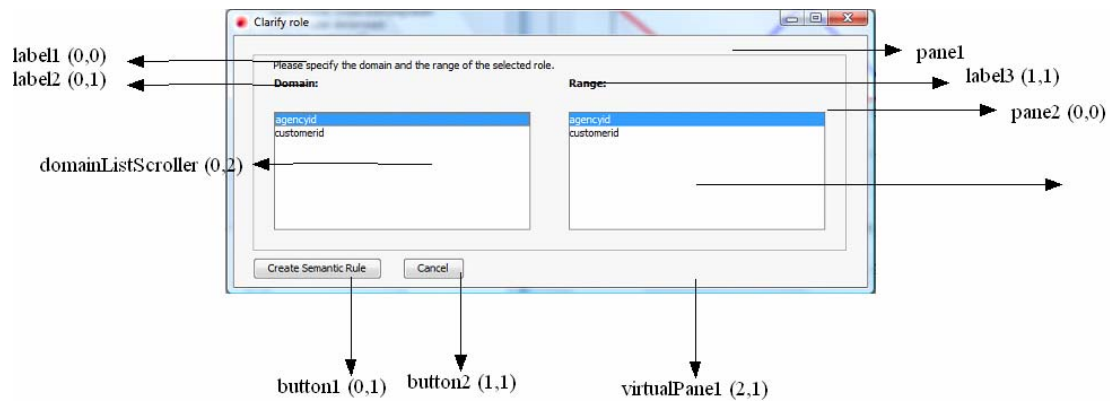 Clarify role
pane1
label1 (0,0)
Please specify the domain and the range of the selected role.
label2 (0,1)
Domain:
Range:
label3 (1,1)
pane2 (0,0)
agencyid
agencyid
customerid
customerid
domainListScroller (0,2)
Create Semantic Rule
Cancel
button1 (0,1)
button2 (1,1)
virtualPane1 (2,1)